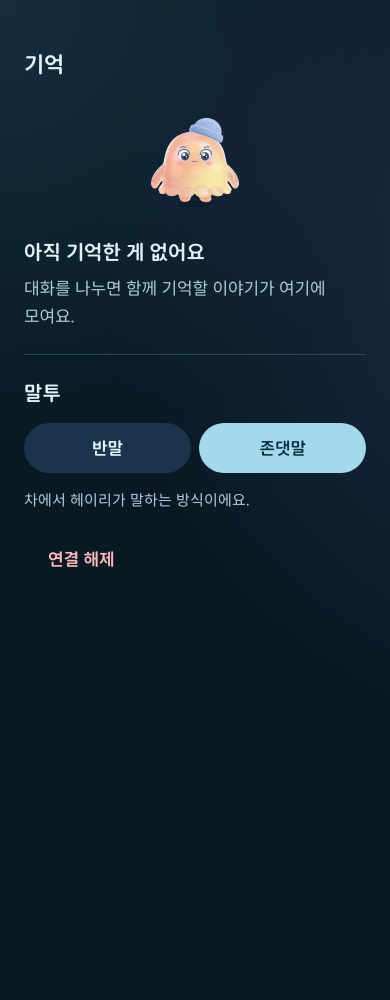 기억
아직 기억한 게 없어요
대화를 나누면 함께 기억할 이야기가 여기에
모여요.
말투
반말
존댓말
차에서 헤이리가 말하는 방식이에요.
연결 해제